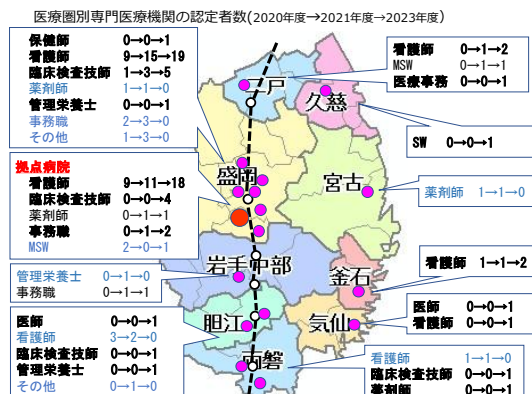 医療圏別専門医療機関の認定者数(2020年度→2021年度→2023年度)
保健師 0→0→1
看護師 9→15→19
臨床検査技師 1→3→5
薬剤師 1→1→0
管理栄養士 0→0→1
事務職 2→3→0
その他 1→3→0
看護師 0→1→2
MSW 0→1→1
医療事務 0→0→1
二戸
久慈
SW 0→0→1
拠点病院
看護師 9→11→18
臨床検査技師 0→0→4
薬剤師 0→1→1
事務職 0→1→2
MSW 2→0→1
盛岡
宮古
薬剤師 1→1→0
管理栄養士 0→1→0
事務職 0→1→1
岩手中部
釜石
看護師 1→1→2
医師 0→0→1
看護師 3→2→0
臨床検査技師 0→0→1
管理栄養士 0→0→1
その他 0→1→0
胆江
気仙
医師 0→0→1
看護師 0→0→1
両磐
看護師 1→1→0
臨床検査技師 0→0→1
薬剤師 0→0→1